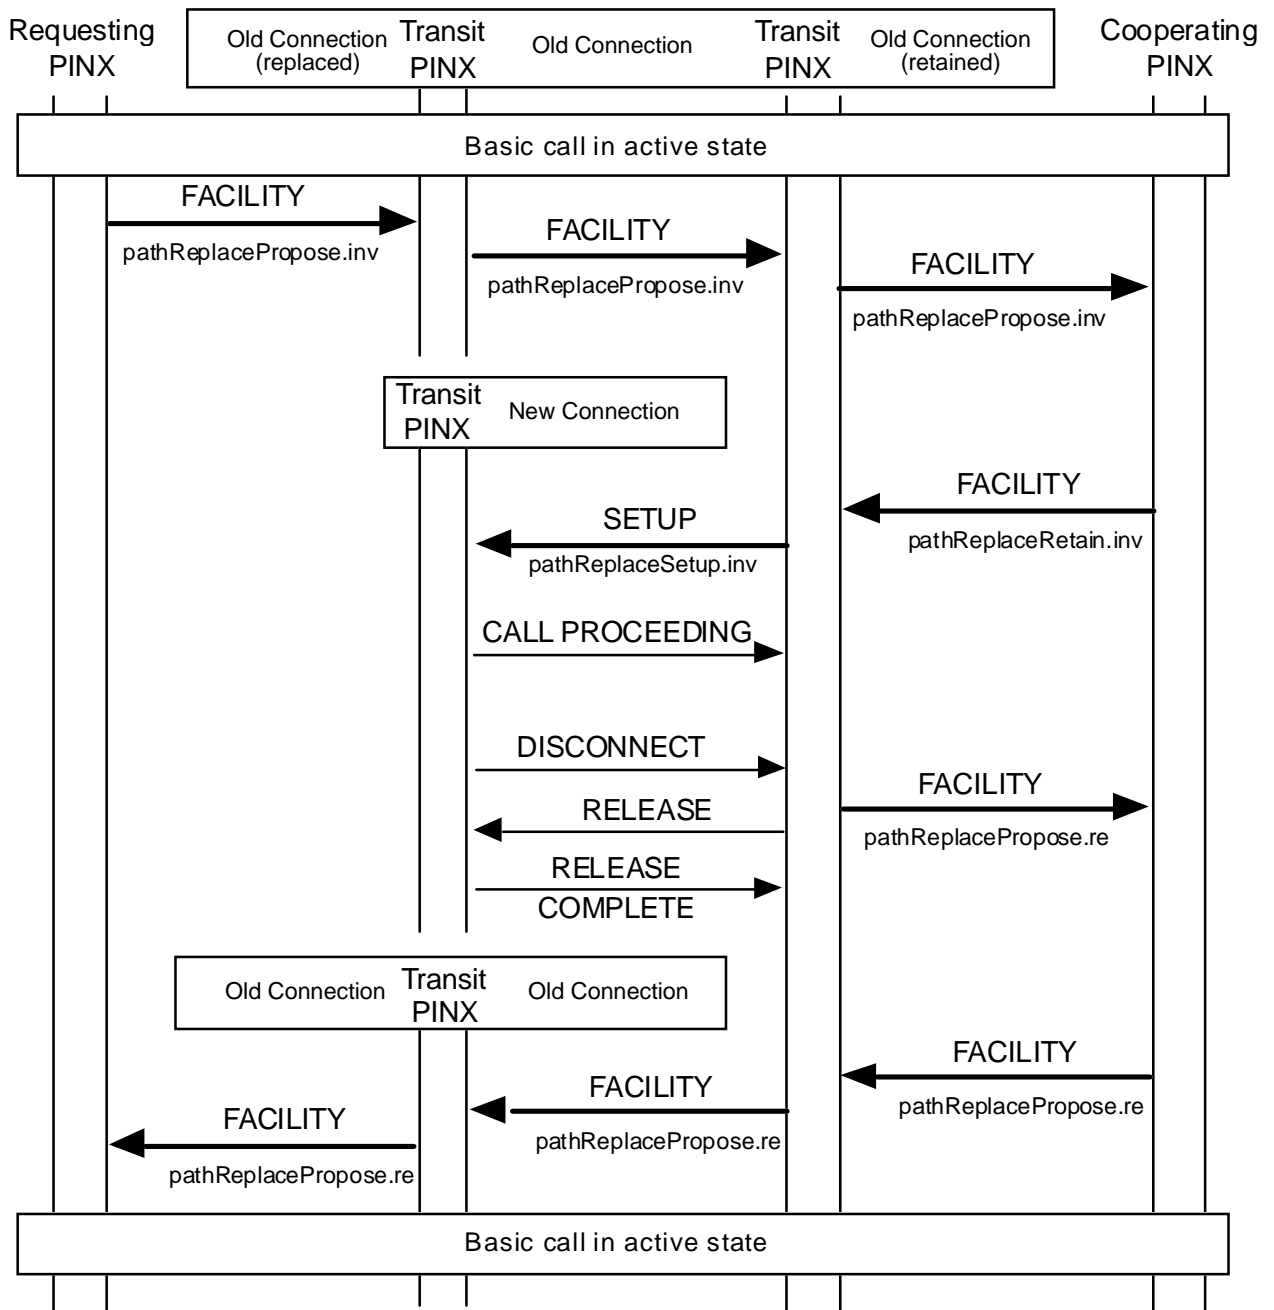 Requesting
PINX
Old Connection
(replaced)
Transit
PINX
Old Connection
Transit
PINX
Old Connection
(retained)
Cooperating
PINX
Basic call in active state
FACILITY
pathReplacePropose.inv
FACILITY
pathReplacePropose.inv
FACILITY
pathReplacePropose.inv
Transit
PINX
New Connection
FACILITY
pathReplaceRetain.inv
SETUP
pathReplaceSetup.inv
CALL PROCEEDING
DISCONNECT
FACILITY
pathReplacePropose.re
RELEASE
RELEASE
COMPLETE
Old Connection
Transit
PINX
Old Connection
FACILITY
pathReplacePropose.re
FACILITY
pathReplacePropose.re
FACILITY
pathReplacePropose.re
Basic call in active state